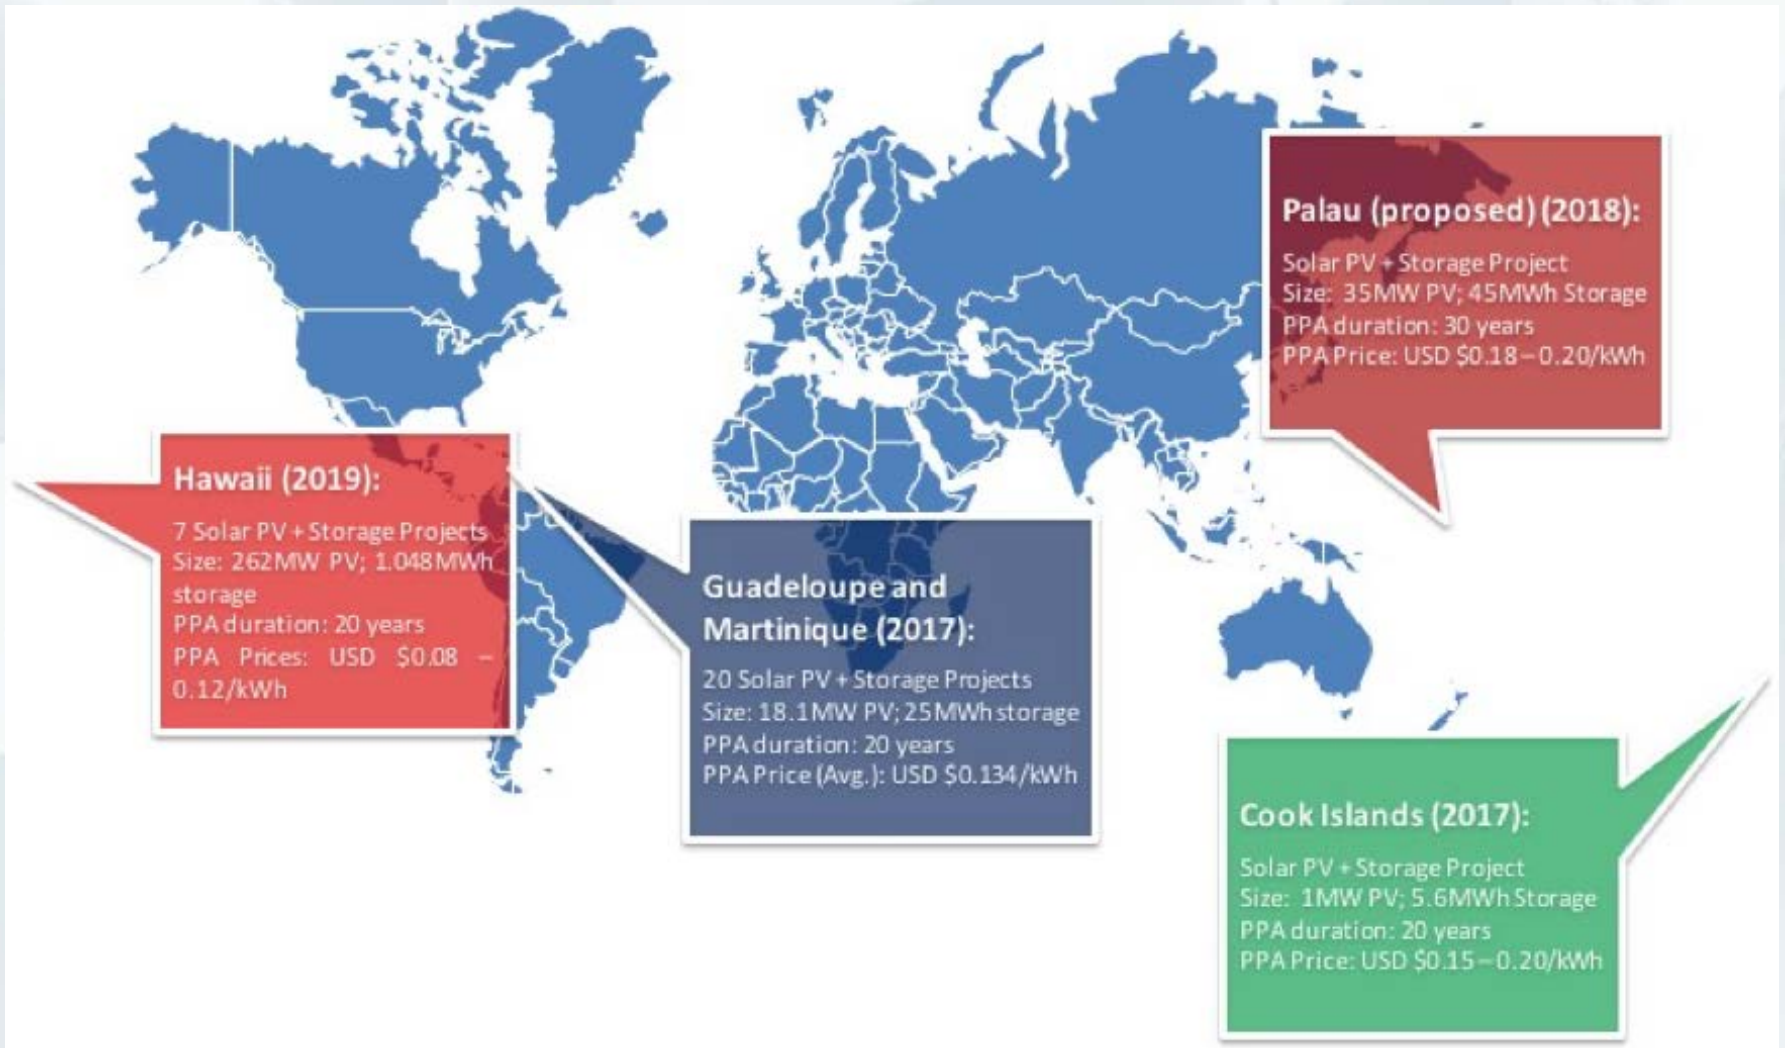 Palau (proposed) (2018):
Solar PV + Storage Project
Size: 35MW PV; 45MWh Storage
PPA duration: 30 years
PPA Price: USD $0.18 – 0.20/kWh
Hawaii (2019):
7 Solar PV + Storage Projects
Size: 262MW PV; 1.048MWh
storage
PPA duration: 20 years
PPA Prices: USD $0.08 –
0.12/kWh
Guadeloupe and
Martinique (2017):
20 Solar PV + Storage Projects
Size: 18.1MW PV; 25MWh storage
PPA duration: 20 years
PPA Price (Avg.): USD $0.134/kWh
Cook Islands (2017):
Solar PV + Storage Project
Size: 1MW PV; 5.6MWh Storage
PPA duration: 20 years
PPA Price: USD $0.15 – 0.20/kWh